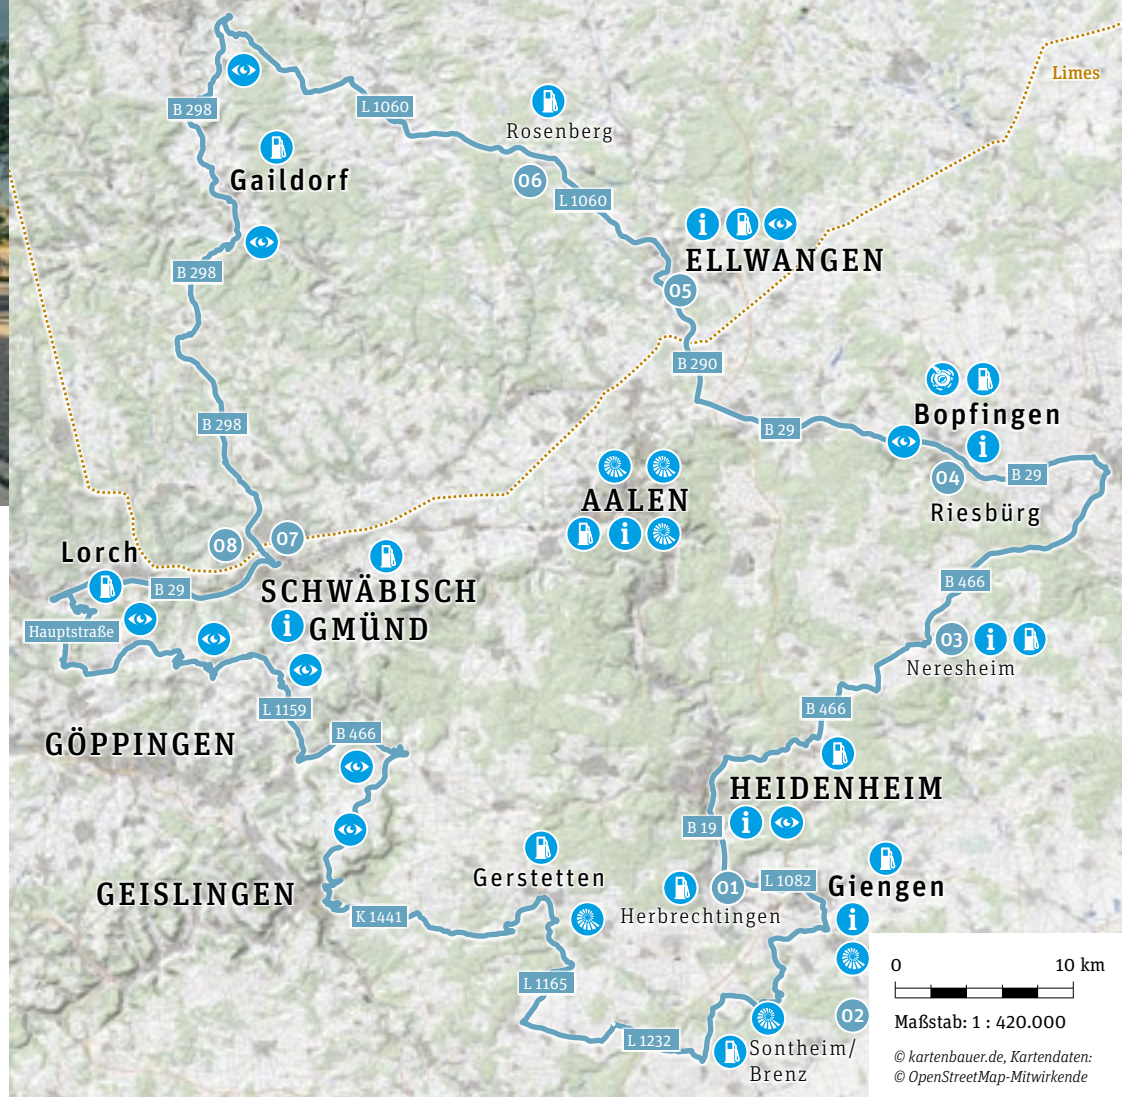 Limes
B 298
L 1060
Rosenberg
Gaildorf
06
L 1060
i
ELLWANGEN
B 298
05
B 290
Bopfingen
B 298
B 29
i
04
B 29
AALEN
Riesbürg
i
08
07
Lorch
B 29
SCHWÄBISCH
GMÜND
i
B 466
Hauptstraße
03
i
Neresheim
L 1159
B 466
B 466
GÖPPINGEN
HEIDENHEIM
B 19
i
Gerstetten
GEISLINGEN
01
L 1082
Giengen
Herbrechtingen
K 1441
i
L 1165
02
L 1232
Sontheim/
Brenz
0 10 km
Maßstab: 1 : 420.000
© kartenbauer.de, Kartendaten:
© OpenStreetMap-Mitwirkende